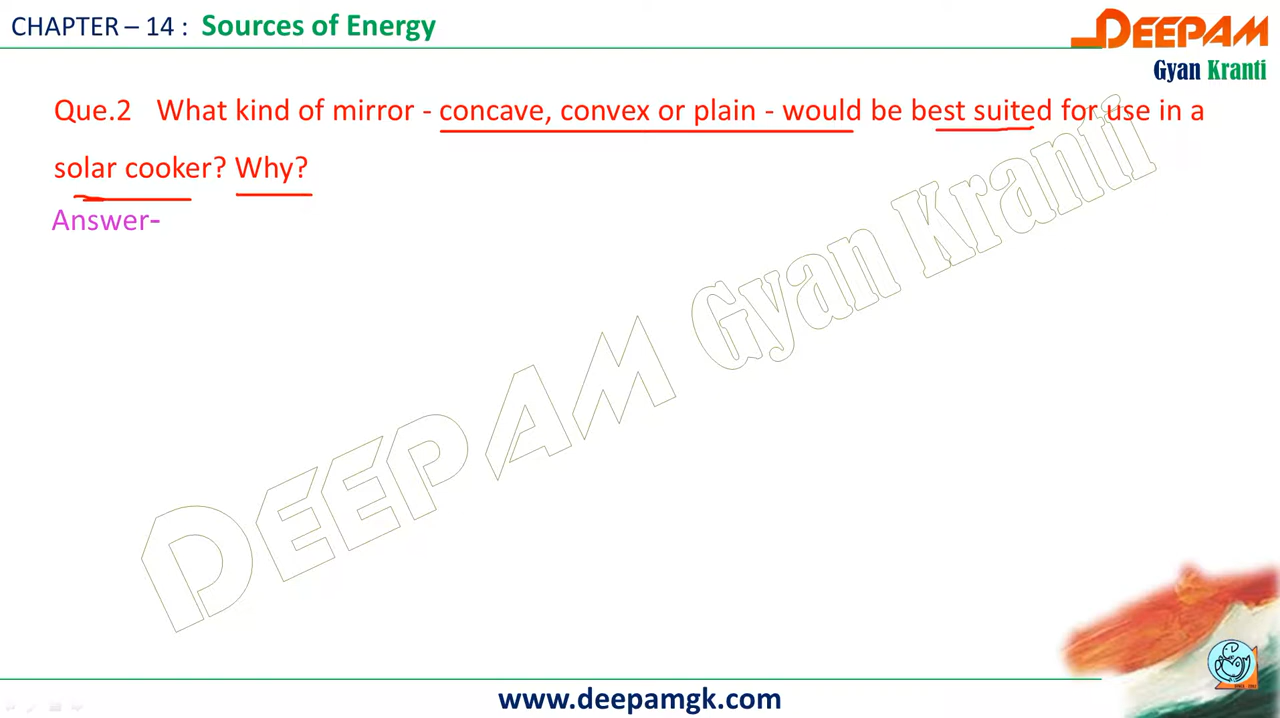 CHAPTER – 14 : Sources of Energy
DEEPAM
Gyan Kranti
Que.2 What kind of mirror - concave, convex or plain - would be best suited for use in a
solar cooker? Why?
Answer-
DEEPAM Gyan Kranti
www.deepamgk.com